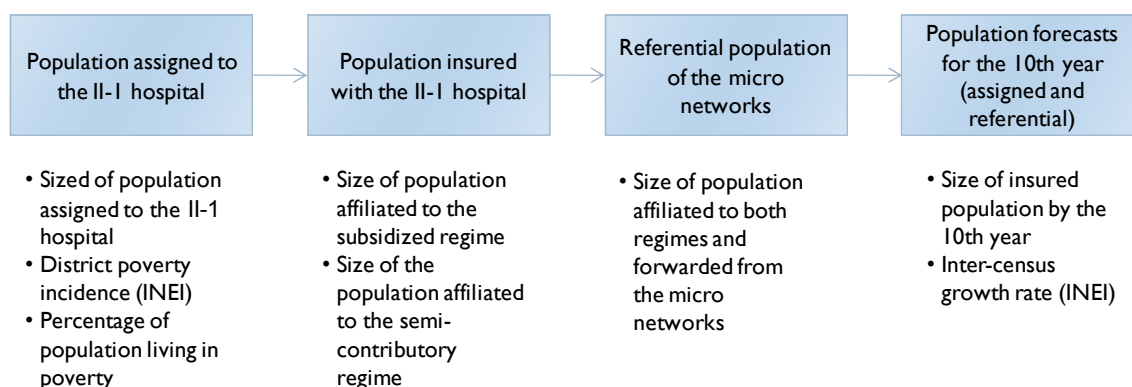 Population assigned to
the II-1 hospital
Population insured
with the II-1 hospital
Referential population
of the micro
networks
Population forecasts
for the 10th year
(assigned and
referential)
• Sized of population
assigned to the II-1
hospital
• District poverty
incidence (INEI)
• Percentage of
population living in
poverty
• Size of population
affiliated to the
subsidized regime
• Size of the
population affiliated
to the semi-
contributory
regime
• Size of population
affiliated to both
regimes and
forwarded from
the micro
networks
• Size of insured
population by the
10th year
• Inter-census
growth rate (INEI)